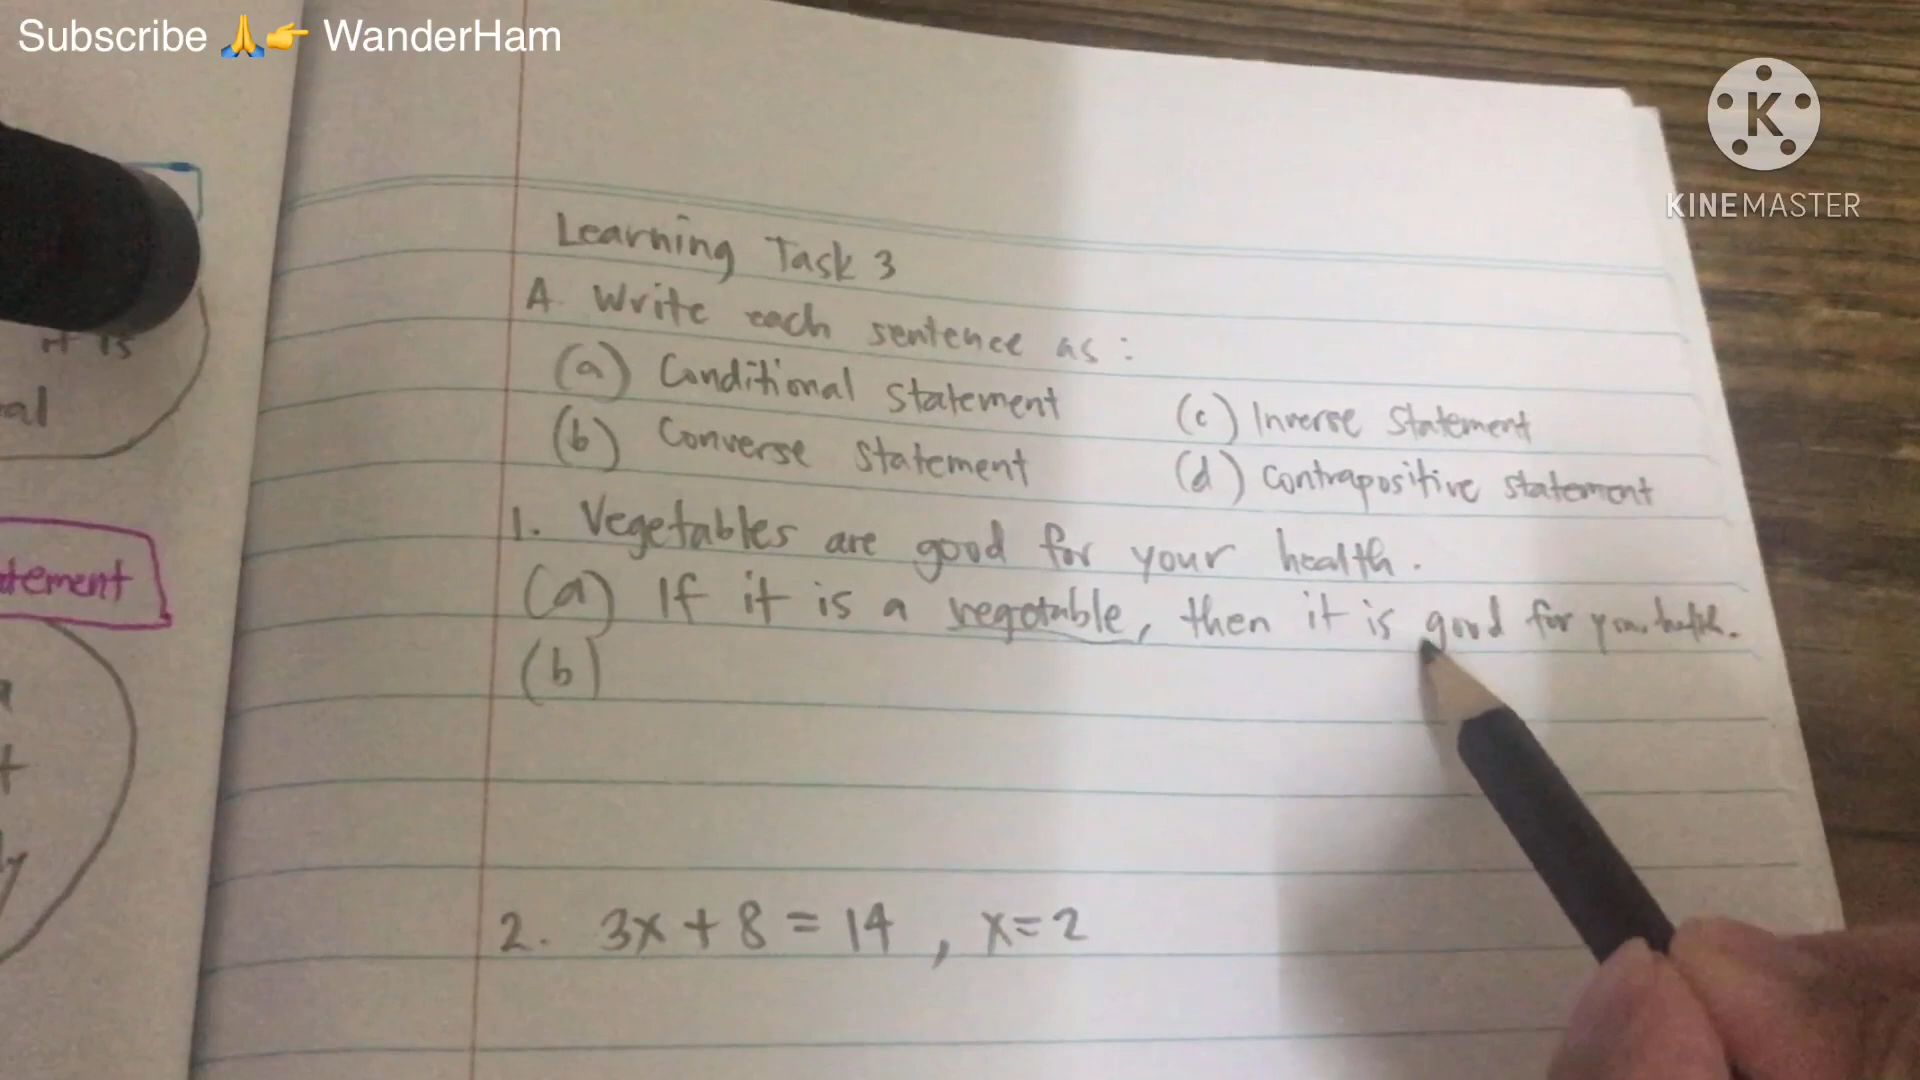 Subscribe 🙏👉 WanderHam
K
KINEMASTER
it is
al
tement
Learning Task 3
A. Write each sentence as :
(a) Conditional statement
(b) Converse statement
(c) Inverse Statement
(d) contrapositive statement
1. Vegetables are good for your health.
(a) If it is a vegetable, then it is good for your health.
(b)
2. 3x + 8 = 14 , x = 2